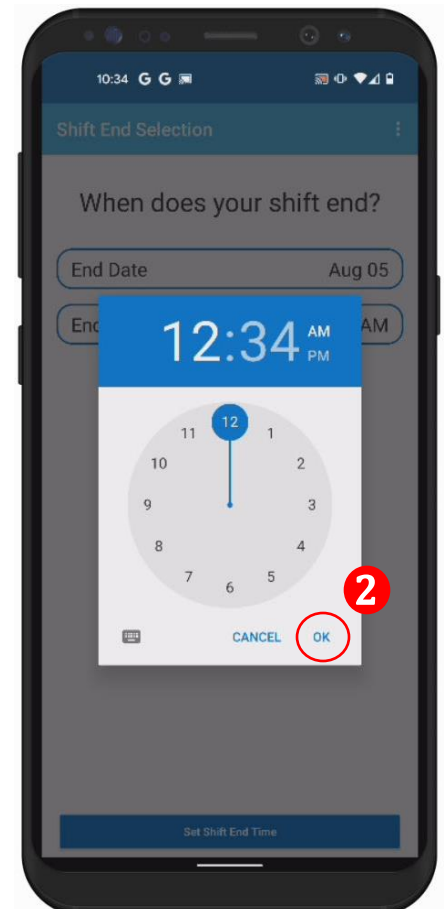 10:34 G G
Shift End Selection
When does your shift end?
End Date Aug 05
End AM
12:34 AM
PM
12
11 1
10 2
9 3
8 4
7 5
6
2
CANCEL OK
Set Shift End Time